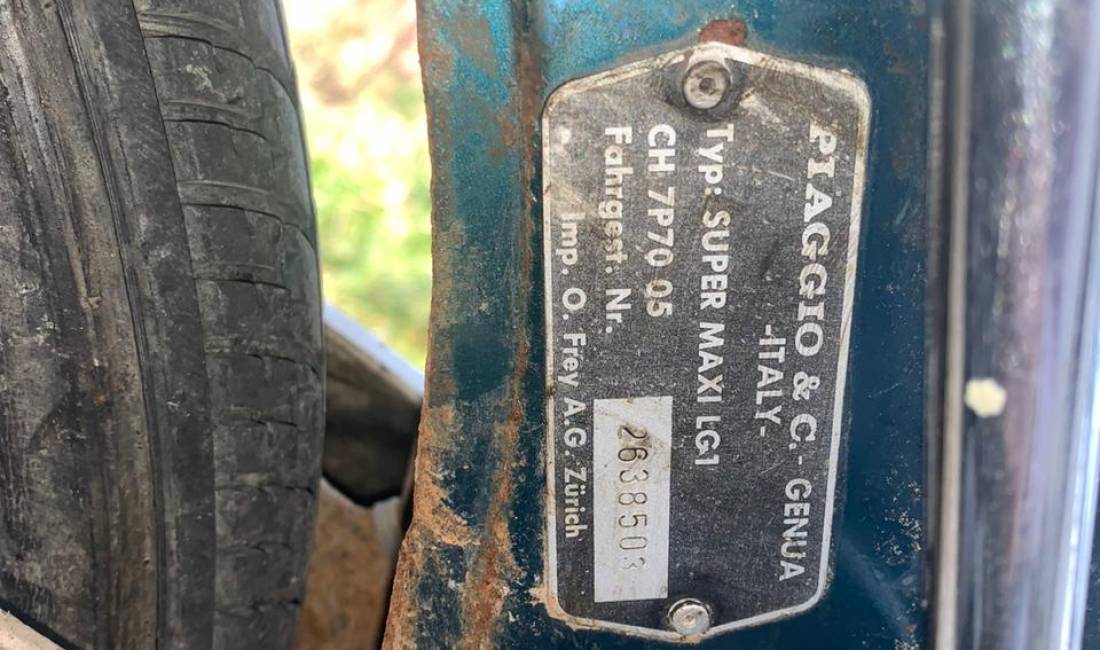 PIAGGIO & C. - GENUA
-ITALY-
Typ: SUPER MAXI LG1
CH 7P70 05
Fahrgest. Nr. 2638503
Imp. O. Frey A.G. Zürich